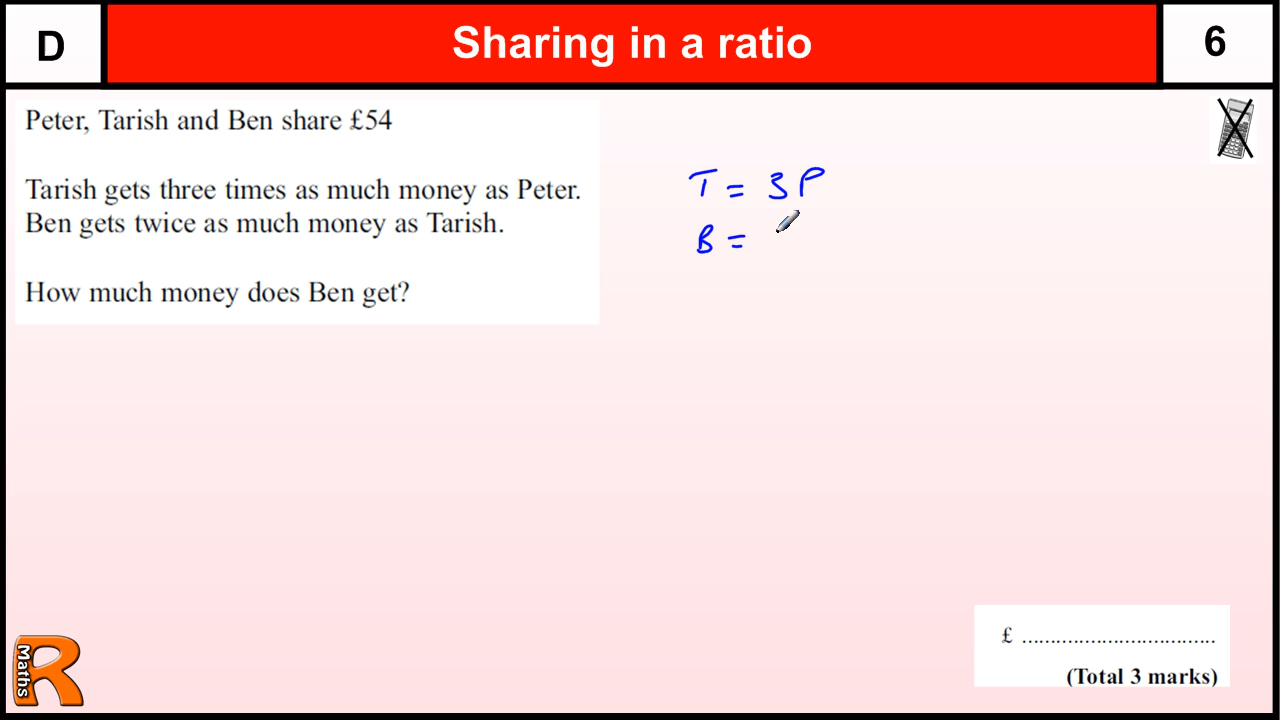 D
Sharing in a ratio
6
Peter, Tarish and Ben share £54
Tarish gets three times as much money as Peter.
Ben gets twice as much money as Tarish.
How much money does Ben get?
T = 3P
B =
£ ..................................
(Total 3 marks)
R
Maths